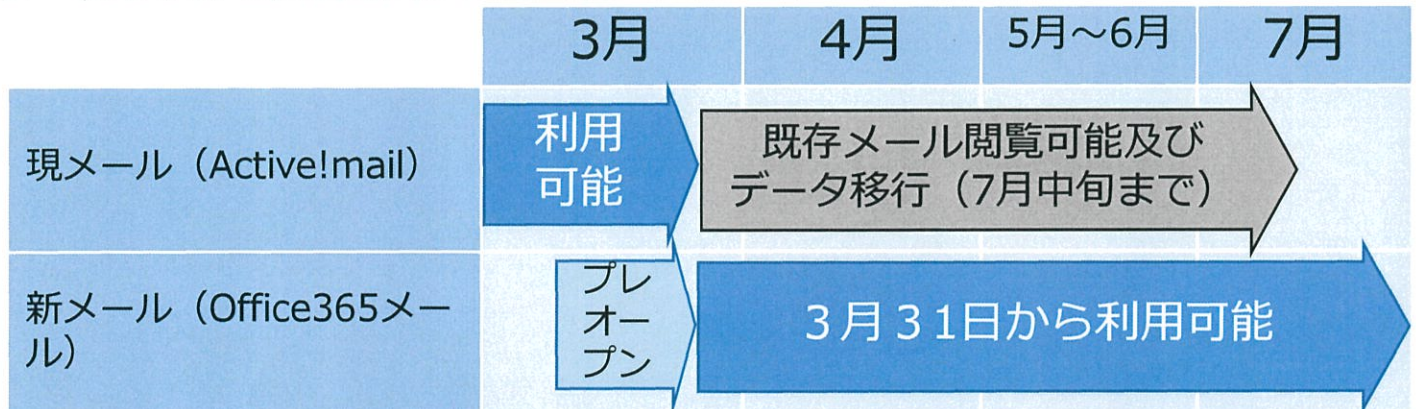 3月
4月
5月～6月
7月
現メール（Active!mail）
利用
可能
既存メール閲覧可能及び
データ移行（7月中旬まで）
新メール（Office365メー
ル）
プレ
オー
プン
３月３1日から利用可能